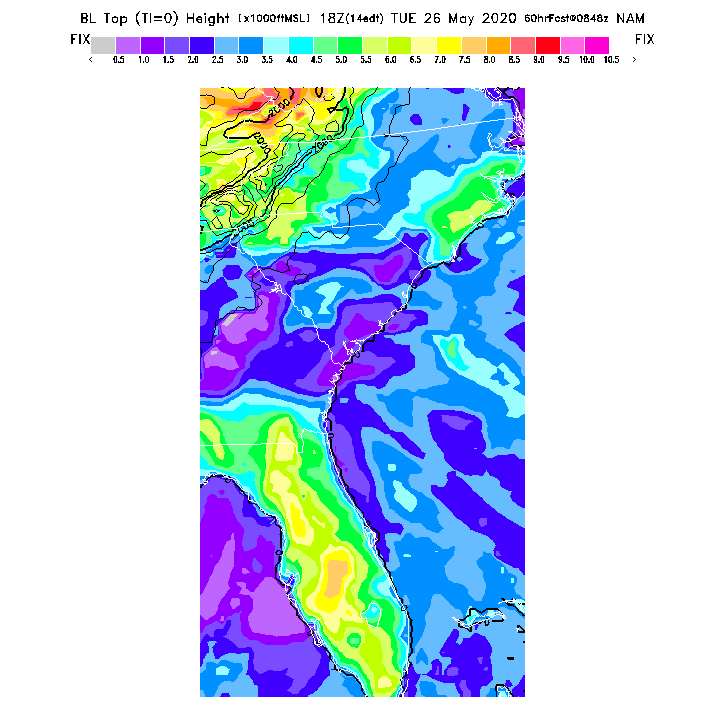 BL Top (TI=0) Height [x1000ftMSL] 18Z(14edt) TUE 26 May 2020 60hrFcst@0848z NAM
FIX FIX
< 0.5 1.0 1.5 2.0 2.5 3.0 3.5 4.0 4.5 5.0 5.5 6.0 6.5 7.0 7.5 8.0 8.5 9.0 9.5 10.0 10.5 >
2000
2000